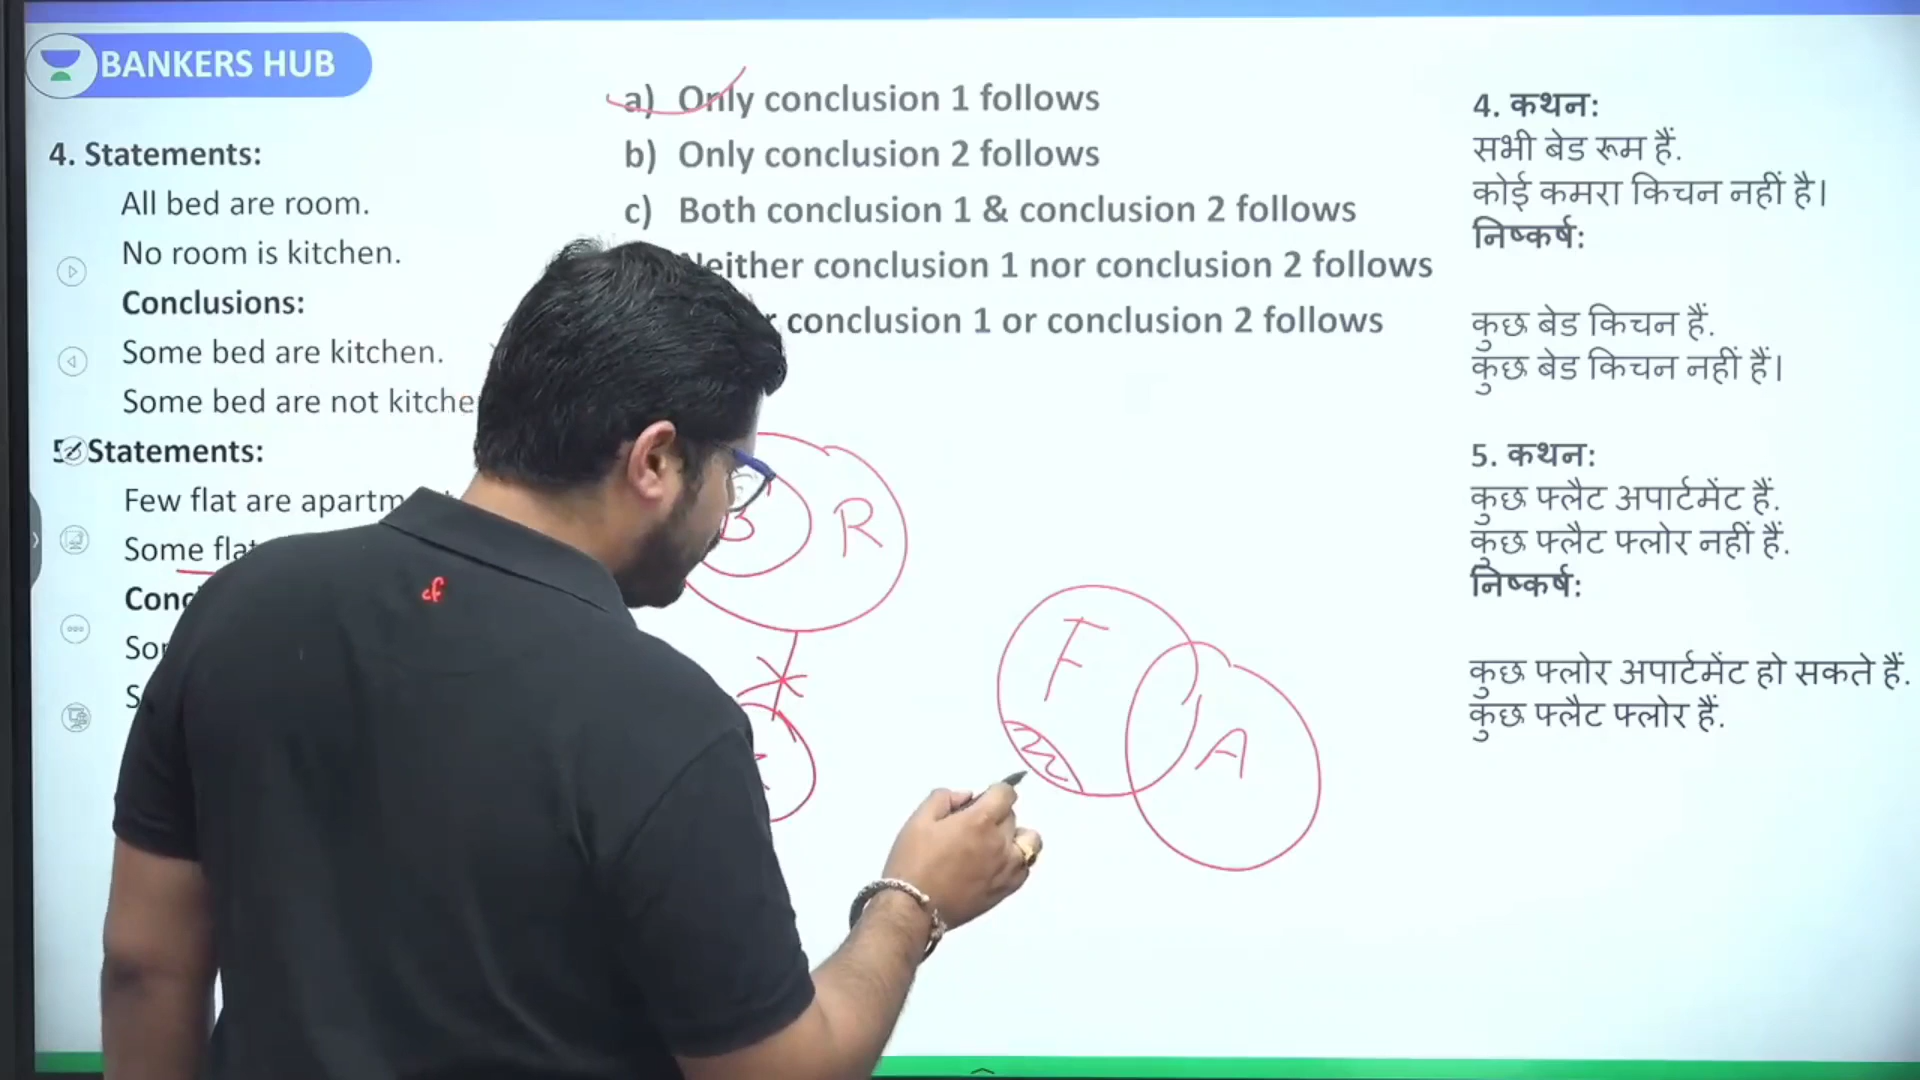 BANKERS HUB
4. Statements:
All bed are room.
No room is kitchen.
Conclusions:
Some bed are kitchen.
Some bed are not
Statements:
Few flat are
Some
a) Only conclusion 1 follows
b) Only conclusion 2 follows
c) Both conclusion 1 & conclusion 2 follows
Neither conclusion 1 nor conclusion 2 follows
conclusion 1 or conclusion 2 follows
B
R
F
A
4. कथन:
सभी बेड रूम हैं.
कोई कमरा किचन नहीं है।
निष्कर्ष:
कुछ बेड किचन हैं.
कुछ बेड किचन नहीं हैं।
5. कथन:
कुछ फ्लैट अपार्टमेंट हैं.
कुछ फ्लैट फ्लोर नहीं हैं.
निष्कर्ष:
कुछ फ्लोर अपार्टमेंट हो सकते हैं.
कुछ फ्लैट फ्लोर हैं.